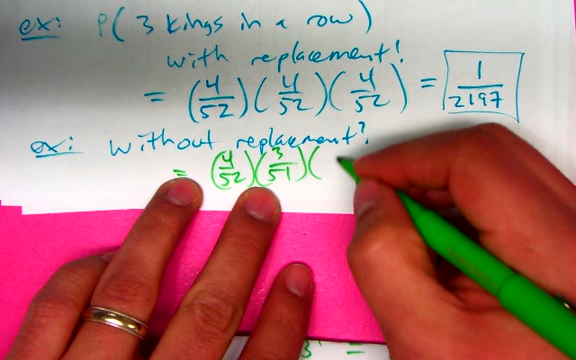 ex: P( 3 kings in a row )
with replacement!
= (4/52)(4/52)(4/52) = 1/2197
ex: Without replacement?
= (4/52)(3/51)(
3 =